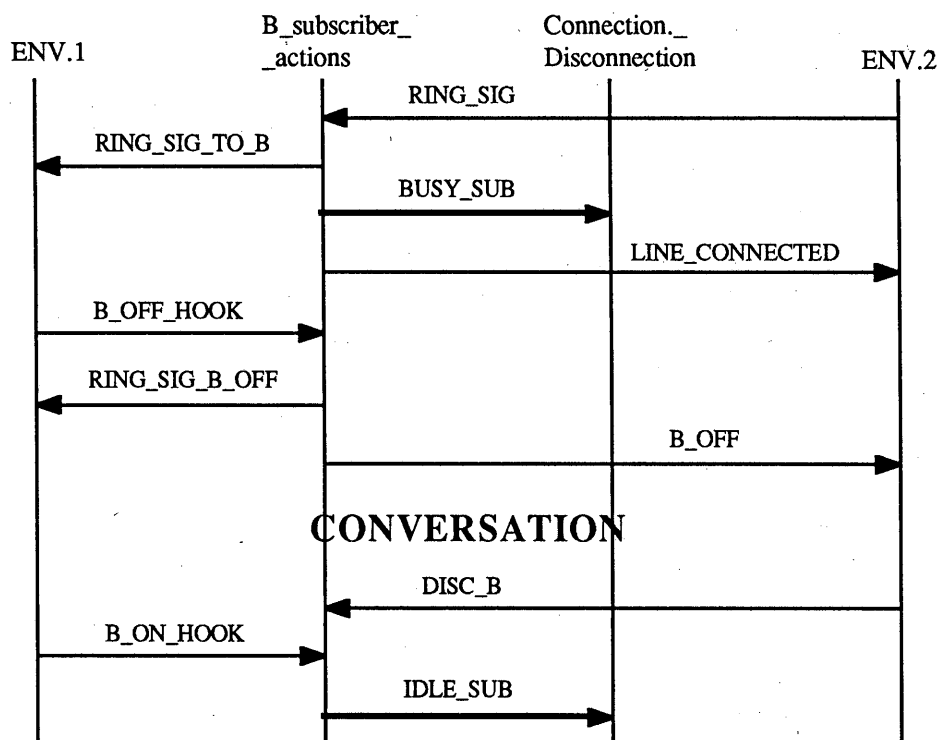 ENV.1
B_subscriber_
_actions
Connection._
Disconnection
ENV.2
RING_SIG
RING_SIG_TO_B
BUSY_SUB
LINE_CONNECTED
B_OFF_HOOK
RING_SIG_B_OFF
B_OFF
CONVERSATION
DISC_B
B_ON_HOOK
IDLE_SUB